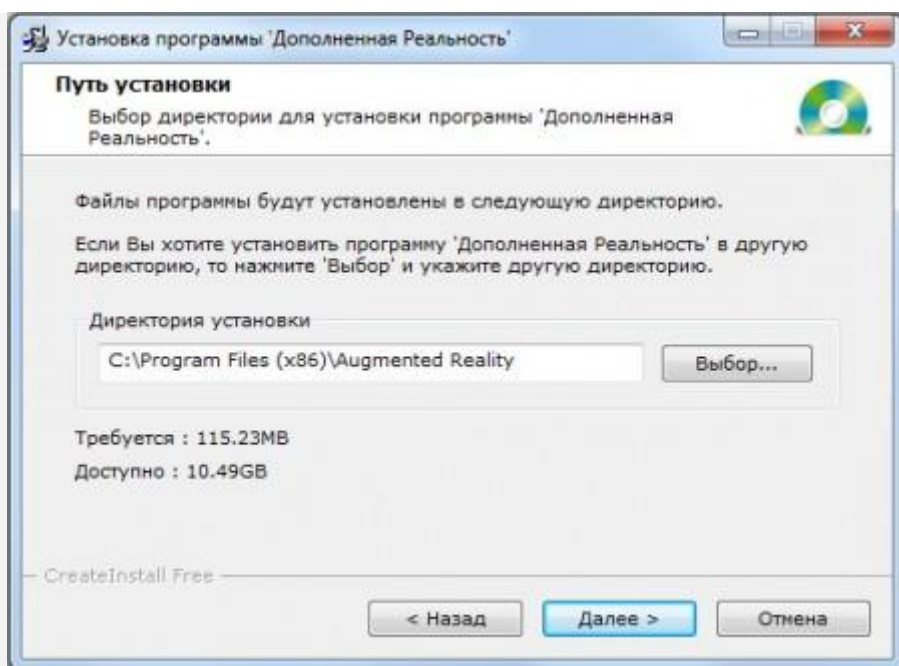 Установка программы 'Дополненная Реальность'
Путь установки
Выбор директории для установки программы 'Дополненная
Реальность'.
Файлы программы будут установлены в следующую директорию.
Если Вы хотите установить программу 'Дополненная Реальность' в другую
директорию, то нажмите 'Выбор' и укажите другую директорию.
Директория установки
C:\Program Files (x86)\Augmented Reality
Выбор...
Требуется : 115.23MB
Доступно : 10.49GB
CreateInstall Free
< Назад
Далее >
Отмена